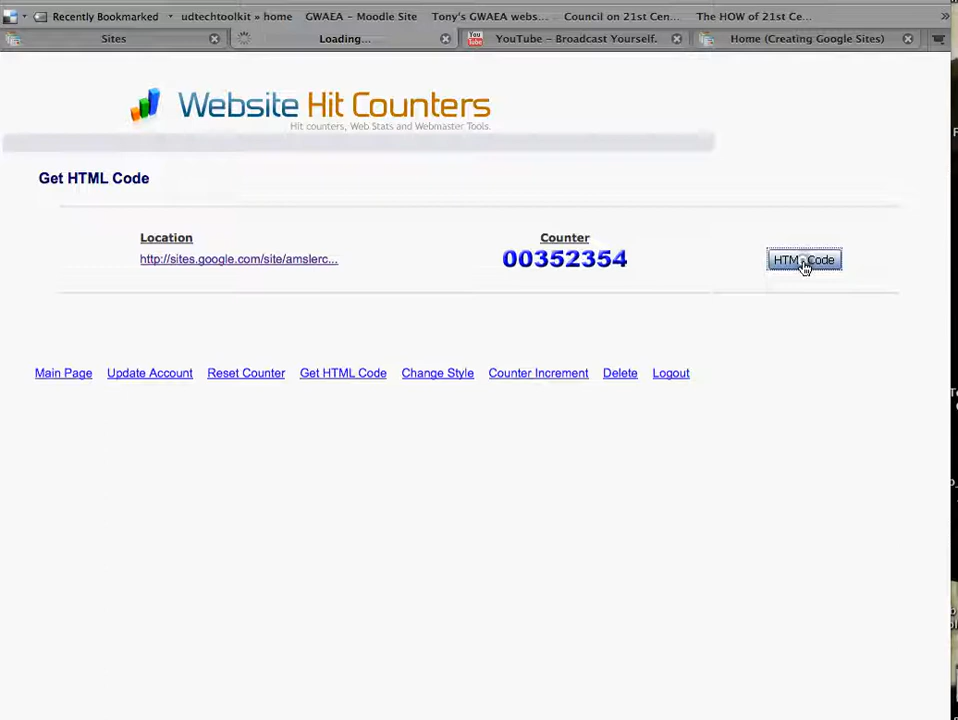 Recently Bookmarked udtechtoolkit » home GWAEA – Moodle Site Tony's GWAEA webs... Council on 21st Cen... The HOW of 21st Ce... »
Sites Loading... You Tube YouTube – Broadcast Yourself. Home (Creating Google Sites)
Website Hit Counters
Hit counters, Web Stats and Webmaster Tools.
Get HTML Code
Location Counter
http://sites.google.com/site/amslerc... 00352354 HTML Code
Main Page Update Account Reset Counter Get HTML Code Change Style Counter Increment Delete Logout